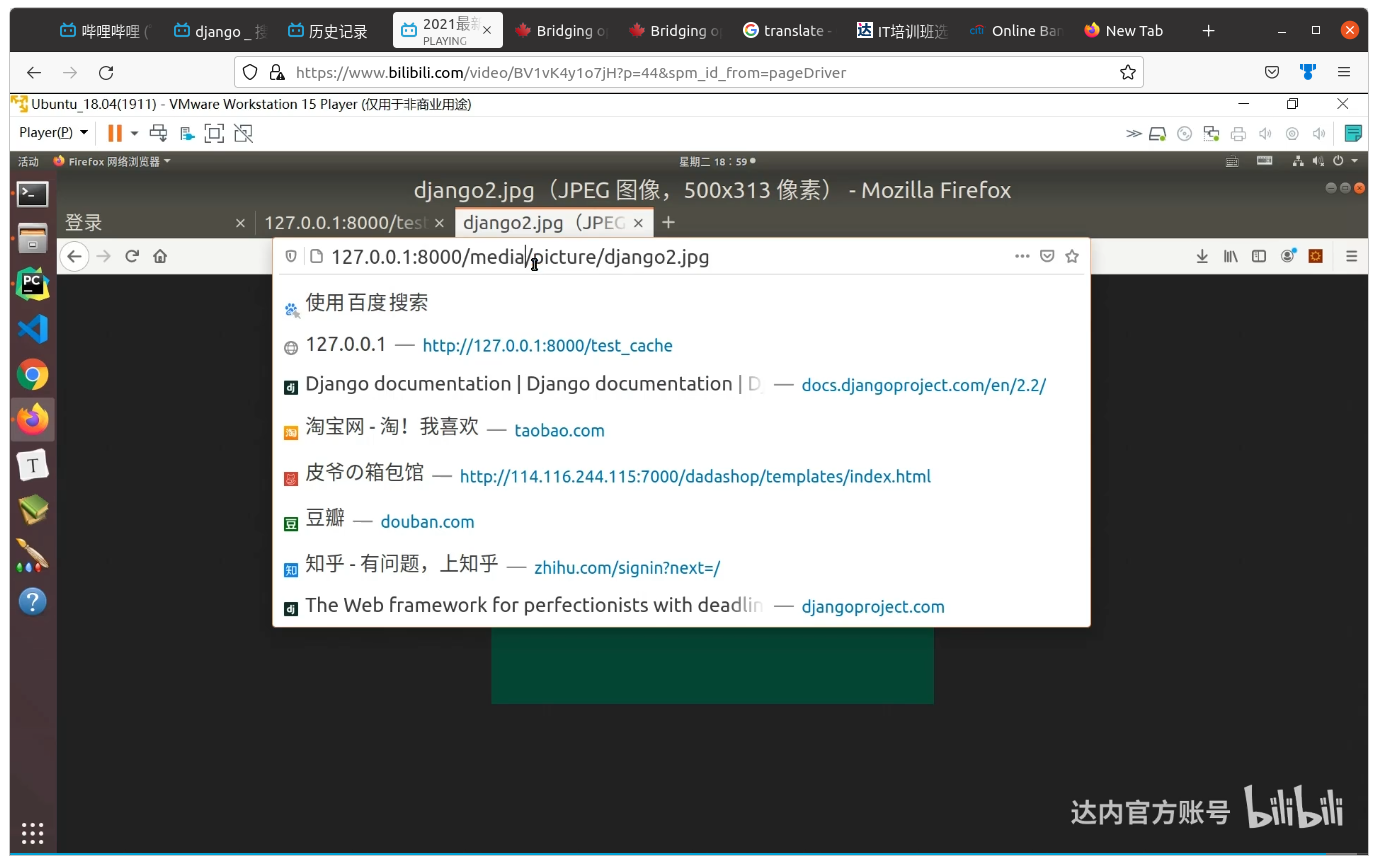 哔哩哔哩 (
django _ 搜
历史记录
2021最新
PLAYING
Bridging o
Bridging o
translate -
IT培训班选
Online Ban
New Tab
https://www.bilibili.com/video/BV1vK4y1o7jH?p=44&spm_id_from=pageDriver
Ubuntu_18.04(1911) - VMware Workstation 15 Player (仅用于非商业用途)
Player(P)
活动
Firefox 网络浏览器
星期二 18：59
django2.jpg（JPEG 图像，500x313 像素） - Mozilla Firefox
登录
127.0.0.1:8000/test
django2.jpg（JPEG
127.0.0.1:8000/media/picture/django2.jpg
使用百度搜索
127.0.0.1 — http://127.0.0.1:8000/test_cache
Django documentation | Django documentation | D — docs.djangoproject.com/en/2.2/
淘宝网 - 淘！我喜欢 — taobao.com
皮爷の箱包馆 — http://114.116.244.115:7000/dadashop/templates/index.html
豆瓣 — douban.com
知乎 - 有问题，上知乎 — zhihu.com/signin?next=/
The Web framework for perfectionists with deadlin — djangoproject.com
达内官方账号 bilibili